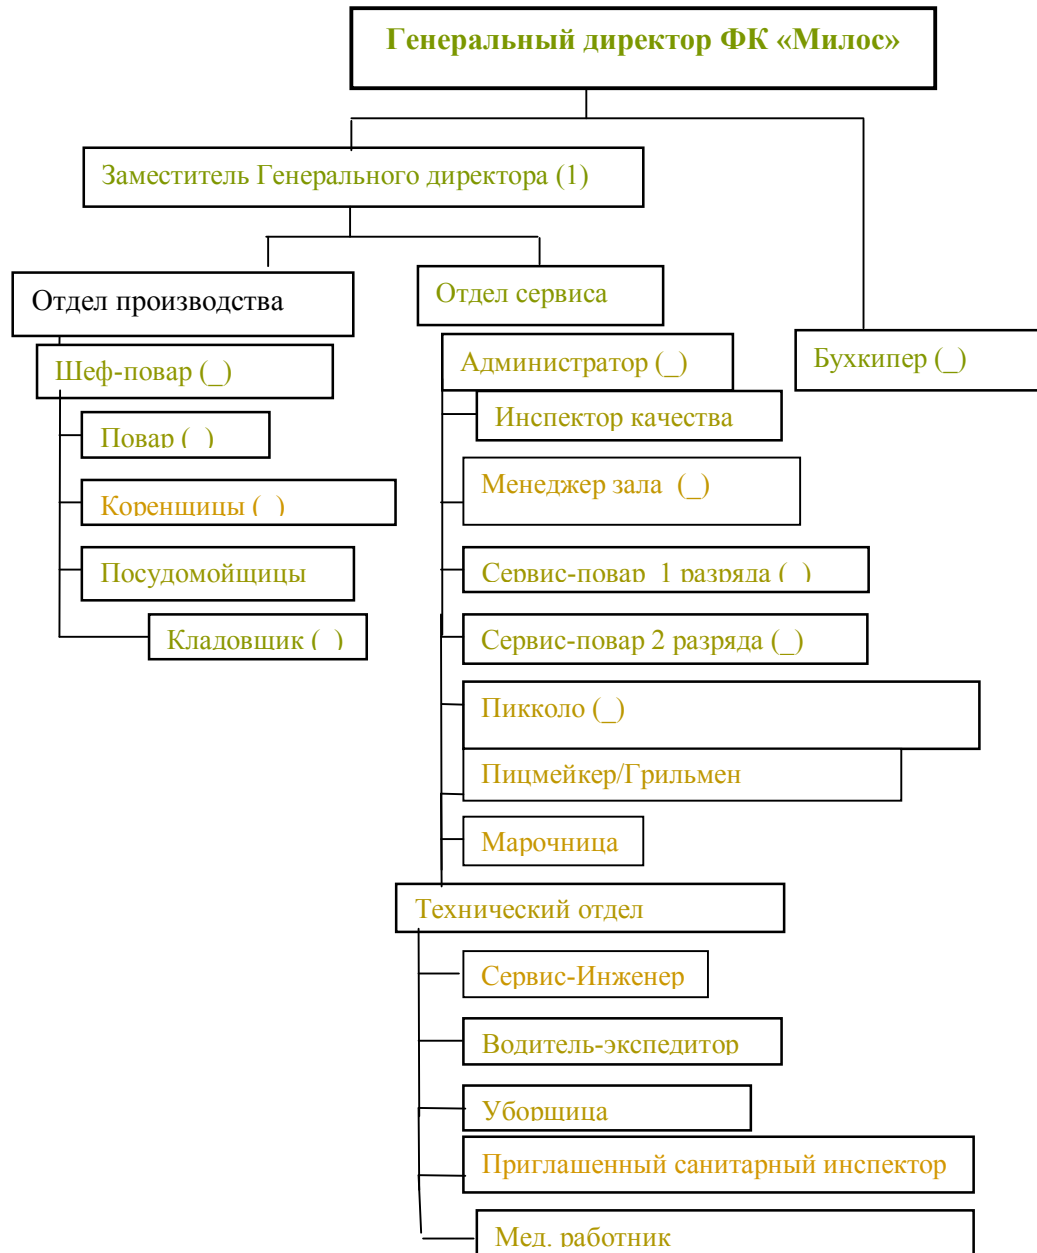 Генеральный директор ФК «Милос»
Заместитель Генерального директора (1)
Отдел производства
Отдел сервиса
Бухкипер (_)
Шеф-повар (_)
Повар (_)
Коренщицы (_)
Посудомойщицы
Кладовщик (_)
Администратор (_)
Инспектор качества
Менеджер зала (_)
Сервис-повар 1 разряда (_)
Сервис-повар 2 разряда (_)
Пикколо (_)
Пицмейкер/Грильмен
Марочница
Технический отдел
Сервис-Инженер
Водитель-экспедитор
Уборщица
Приглашенный санитарный инспектор
Мед. работник